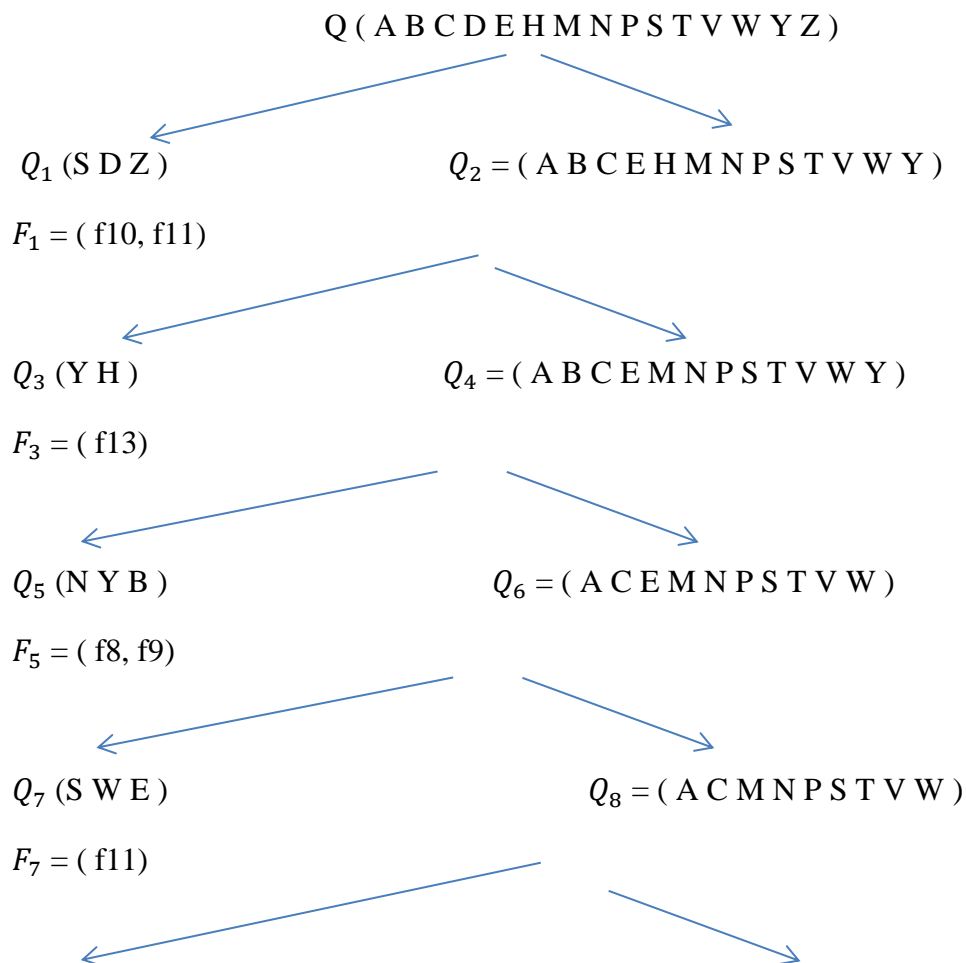 Q ( A B C D E H M N P S T V W Y Z )
Q₁ (S D Z ) Q₂ = ( A B C E H M N P S T V W Y )
F₁ = ( f10, f11)
Q₃ (Y H ) Q₄ = ( A B C E M N P S T V W Y )
F₃ = ( f13)
Q₅ (N Y B ) Q₆ = ( A C E M N P S T V W )
F₅ = ( f8, f9)
Q₇ (S W E ) Q₈ = ( A C M N P S T V W )
F₇ = ( f11)